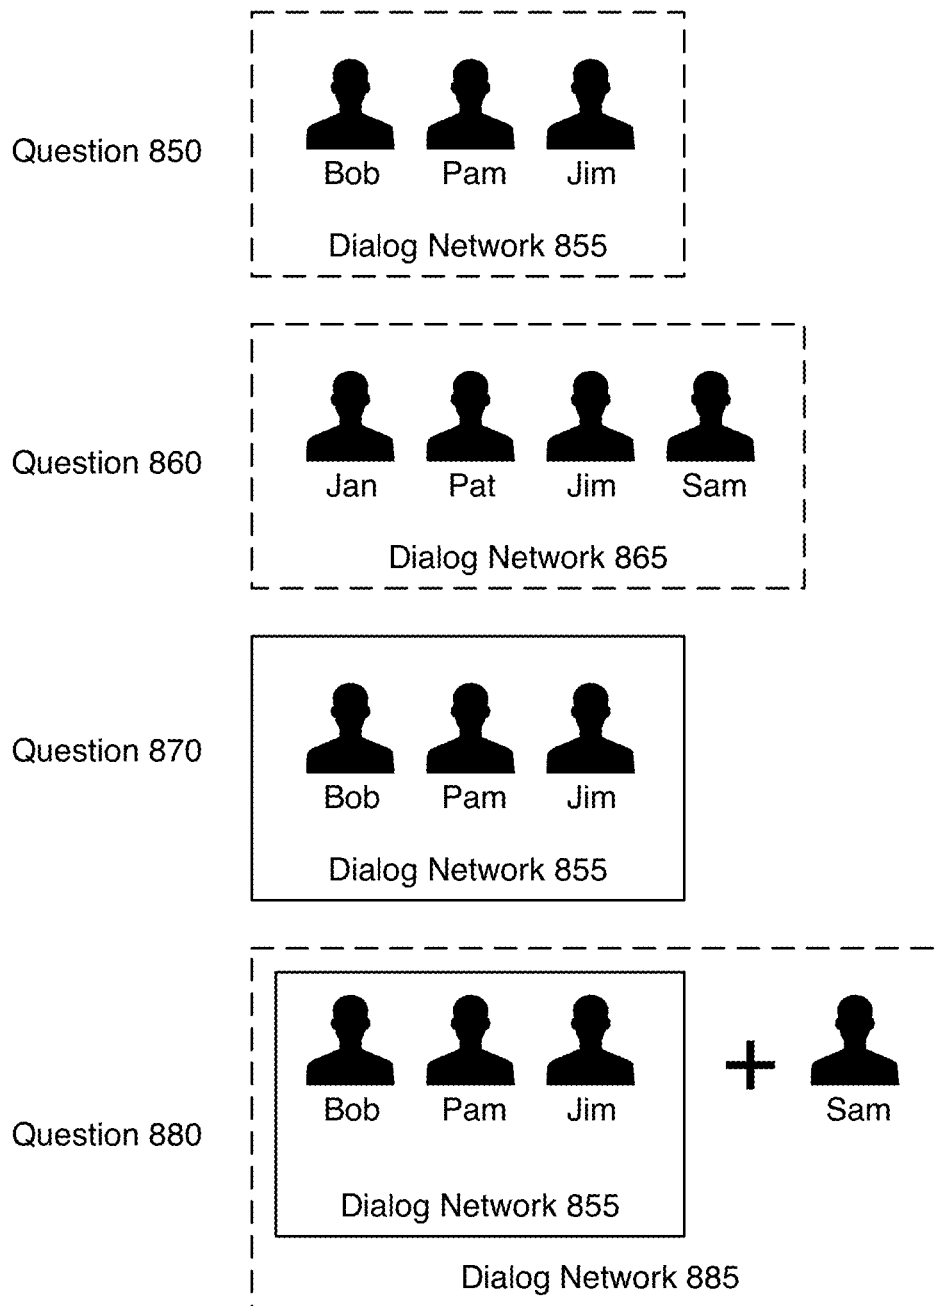 Question 850
Bob Pam Jim
Dialog Network 855
Question 860
Jan Pat Jim Sam
Dialog Network 865
Question 870
Bob Pam Jim
Dialog Network 855
Question 880
Bob Pam Jim + Sam
Dialog Network 855
Dialog Network 885